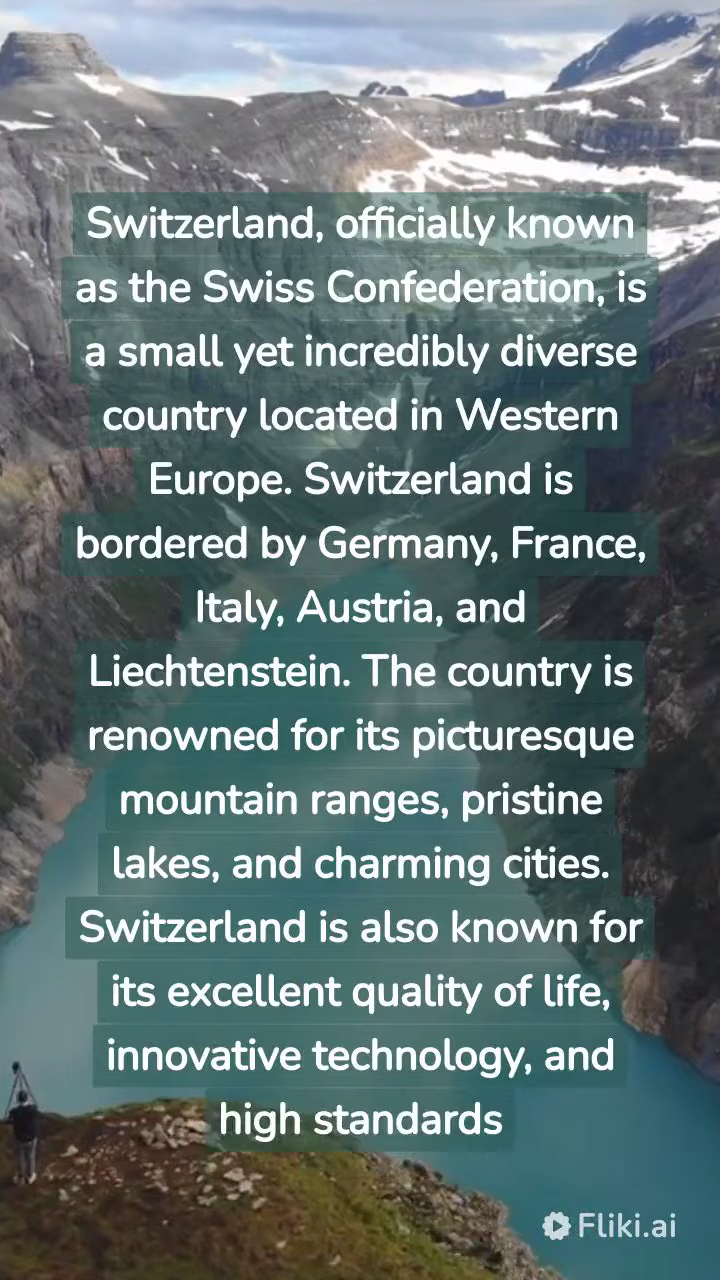 Switzerland, officially known
as the Swiss Confederation, is
a small yet incredibly diverse
country located in Western
Europe. Switzerland is
bordered by Germany, France,
Italy, Austria, and
Liechtenstein. The country is
renowned for its picturesque
mountain ranges, pristine
lakes, and charming cities.
Switzerland is also known for
its excellent quality of life,
innovative technology, and
high standards
Fliki.ai